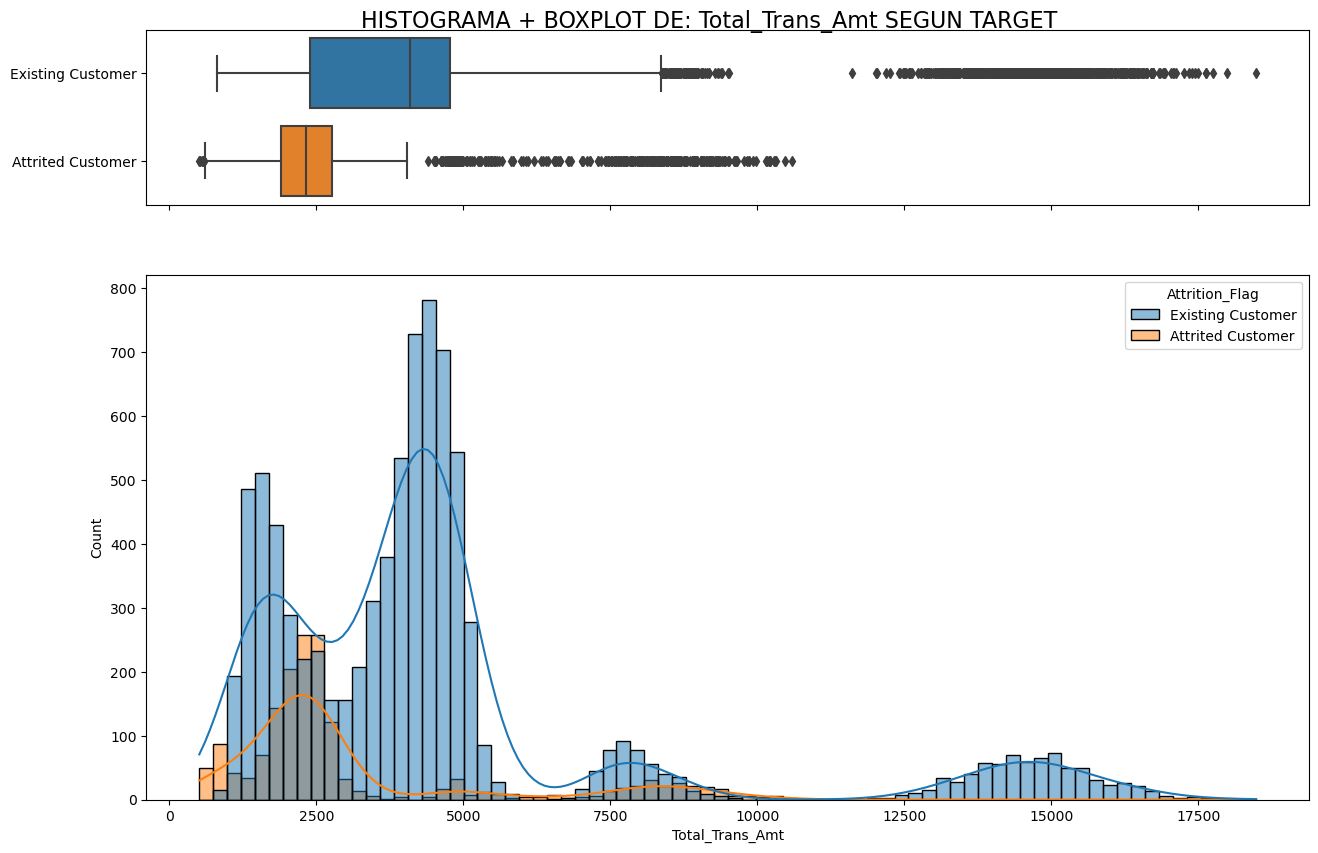 HISTOGRAMA + BOXPLOT DE: Total_Trans_Amt SEGUN TARGET
Existing Customer
Attrited Customer
Attrition_Flag
Existing Customer
Attrited Customer
800
700
600
500
400
300
200
100
0
Count
0 2500 5000 7500 10000 12500 15000 17500
Total_Trans_Amt